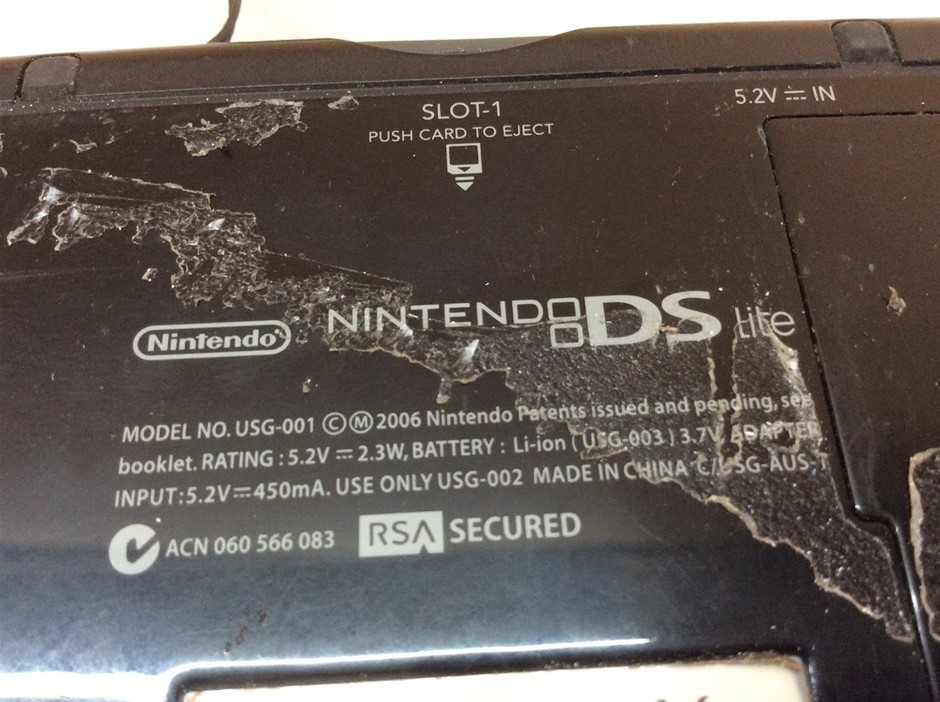 SLOT-1
PUSH CARD TO EJECT
5.2V ⎓ IN
Nintendo®
NINTENDO DS lite
MODEL NO. USG-001 ©Ⓜ 2006 Nintendo Patents issued and pending, see
booklet. RATING : 5.2V ⎓ 2.3W, BATTERY : Li-ion ( USG-003 ) 3.7V, ADAPTER
INPUT:5.2V⎓450mA. USE ONLY USG-002 MADE IN CHINA C/USG-AUS-1
ACN 060 566 083
RSA SECURED